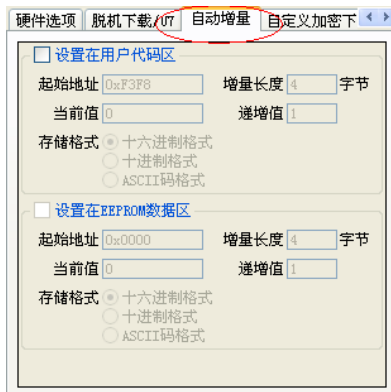 硬件选项 脱机下载/U7 自动增量 自定义加密下
设置在用户代码区
起始地址 0xF3F8 增量长度 4 字节
当前值 0 递增值 1
存储格式 十六进制格式
十进制格式
ASCII码格式
设置在EEPROM数据区
起始地址 0x0000 增量长度 4 字节
当前值 0 递增值 1
存储格式 十六进制格式
十进制格式
ASCII码格式